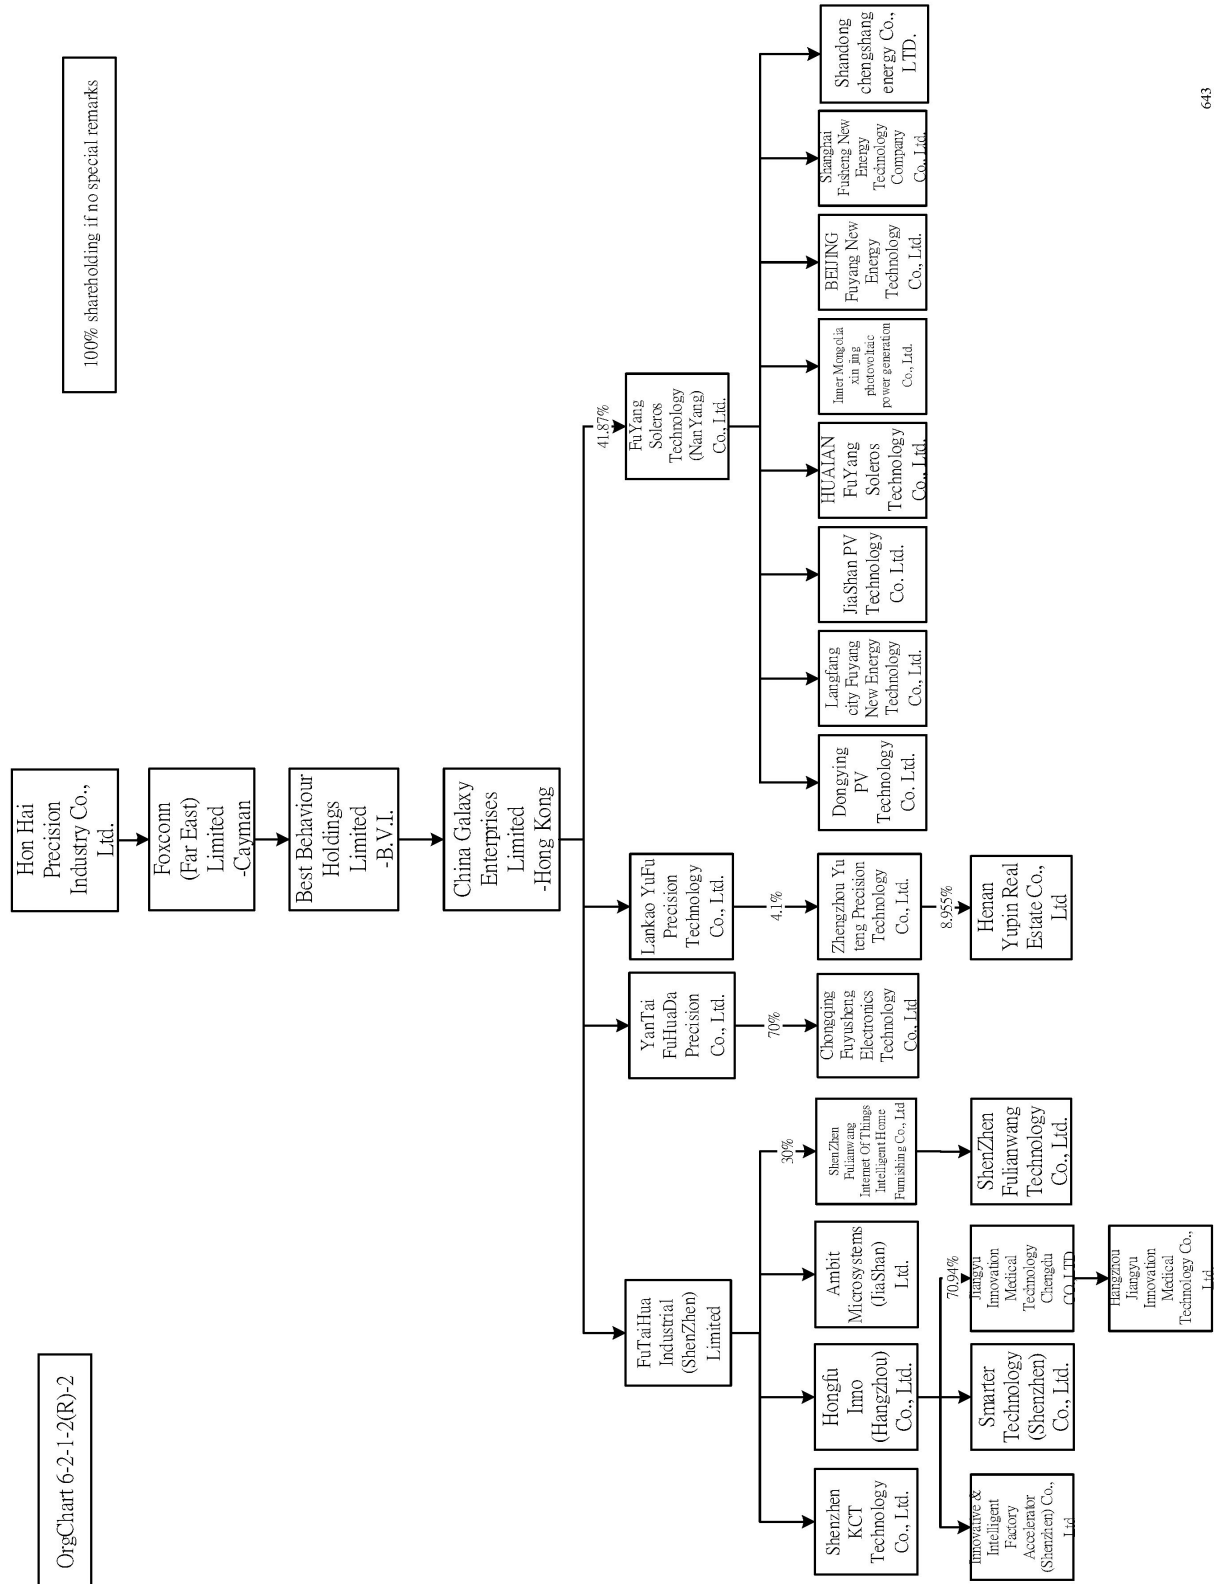 OrgChart 6-2-1-2(R)-2
100% shareholding if no special remarks
Hon Hai
Precision
Industry Co.,
Ltd.
Foxconn
(Far East)
Limited
-Cayman
Best Behaviour
Holdings
Limited
-B.V.I.
China Galaxy
Enterprises
Limited
-Hong Kong
FuTaiHua
Industrial
(ShenZhen)
Limited
YanTai
FuHuaDa
Precision
Co., Ltd.
Lankao YuFu
Precision
Technology
Co., Ltd.
41.87%
FuYang
Soleros
Technology
(NanYang)
Co., Ltd.
Shenzhen
KCT
Technology
Co., Ltd.
Hongfu
Inno
(Hangzhou)
Co., Ltd.
Ambit
Microsystems
(JiaShan)
Ltd.
30%
ShenZhen
Fulianwang
Internet Of Things
Intelligent Home
Furnishing Co., Ltd
70%
Chongqing
Fuyusheng
Electronics
Technology
Co., Ltd
4.1%
Zhengzhou Yu
teng Precision
Technology
Co., Ltd.
Dongying
PV
Technology
Co. Ltd.
Langfang
city Fuyang
New Energy
Technology
Co., Ltd.
JiaShan PV
Technology
Co. Ltd.
HUAIAN
FuYang
Soleros
Technology
Co., Ltd.
Inner Mongolia
xin jing
photovoltaic
power generation
Co., Ltd.
BEIJING
Fuyang New
Energy
Technology
Co., Ltd.
Shanghai
Fusheng New
Energy
Technology
Company
Co., Ltd.
Shandong
chengshang
energy Co.,
LTD.
Innovative &
Intelligent
Factory
Accelerator
(Shenzhen) Co.,
Ltd
Smarter
Technology
(Shenzhen)
Co., Ltd.
70.94%
Jiangyu
Innovation
Medical
Technology
Chengdu
CO.,LTD
ShenZhen
Fulianwang
Technology
Co., Ltd.
8.955%
Henan
Yupin Real
Estate Co.,
Ltd
Hangzhou
Jiangyu
Innovation
Medical
Technology Co.,
Ltd.
643